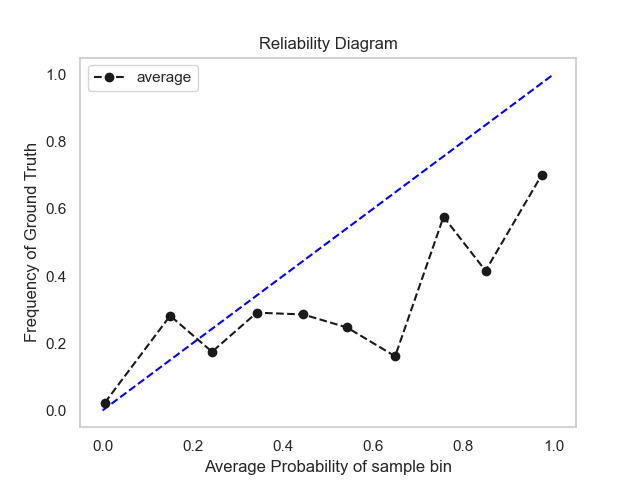 Reliability Diagram
average
Frequency of Ground Truth
1.0
0.8
0.6
0.4
0.2
0.0
0.0 0.2 0.4 0.6 0.8 1.0
Average Probability of sample bin